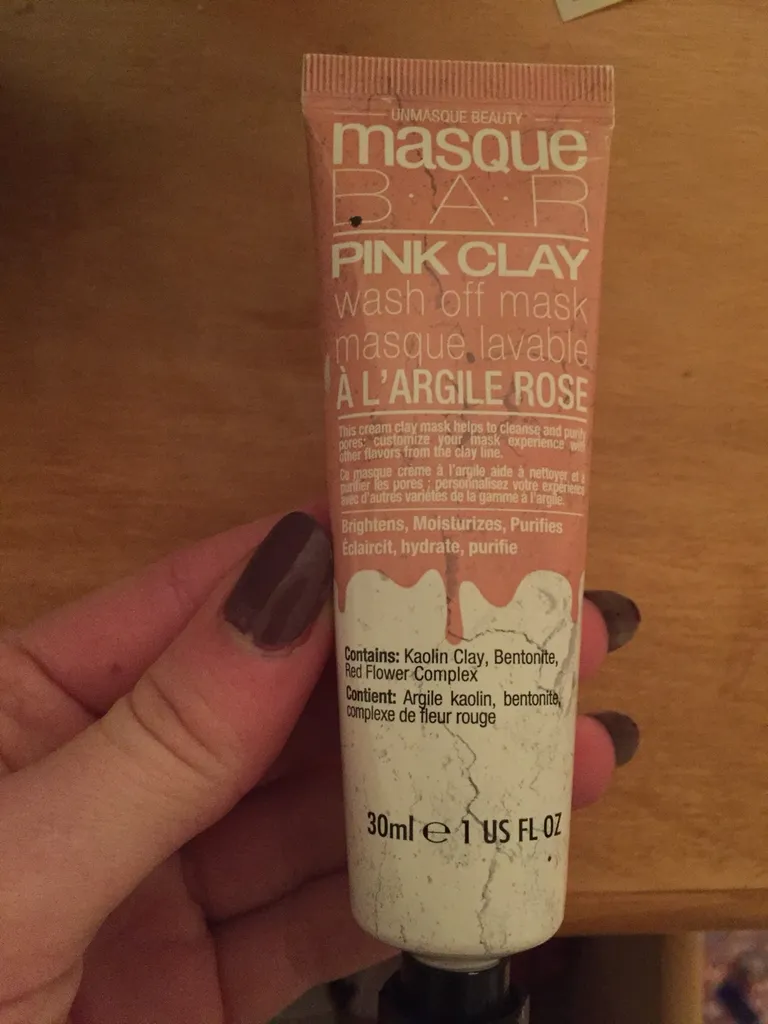 UNMASQUE BEAUTY
masque
B·A·R
PINK CLAY
wash off mask
masque lavable
À L'ARGILE ROSE
This cream clay mask helps to cleanse and purify
pores: customize your mask experience with
other flavors from the clay line.
Ce masque crème à l'argile aide à nettoyer et à
purifier les pores ; personnalisez votre expérience
avec d'autres variétés de la gamme à l'argile.
Brightens, Moisturizes, Purifies
Éclaircit, hydrate, purifie
Contains: Kaolin Clay, Bentonite,
Red Flower Complex
Contient: Argile kaolin, bentonite,
complexe de fleur rouge
30ml ℮ 1 US FL OZ